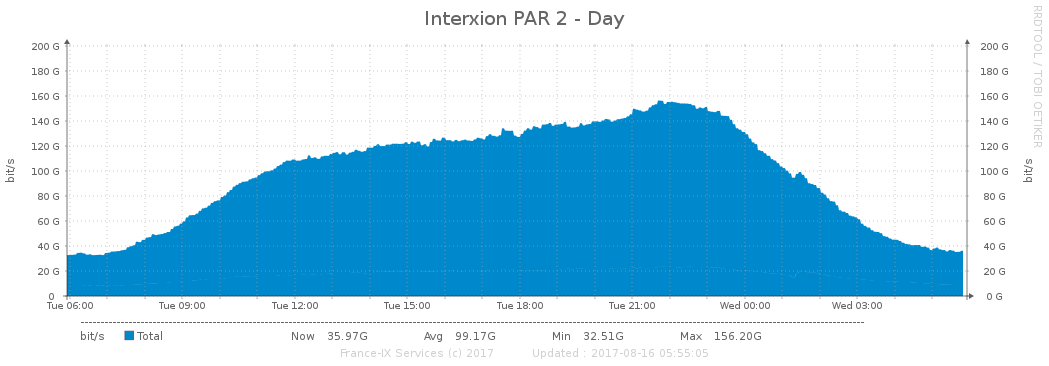 Interxion PAR 2 - Day
RRDTOOL / TOBI OETIKER
200 G 200 G
180 G 180 G
160 G 160 G
140 G 140 G
120 G 120 G
100 G 100 G
80 G 80 G
60 G 60 G
40 G 40 G
20 G 20 G
0 0 G
bit/s bit/s
Tue 06:00 Tue 09:00 Tue 12:00 Tue 15:00 Tue 18:00 Tue 21:00 Wed 00:00 Wed 03:00
bit/s Total Now 35.97G Avg 99.17G Min 32.51G Max 156.20G
France-IX Services (c) 2017 Updated : 2017-08-16 05:55:05